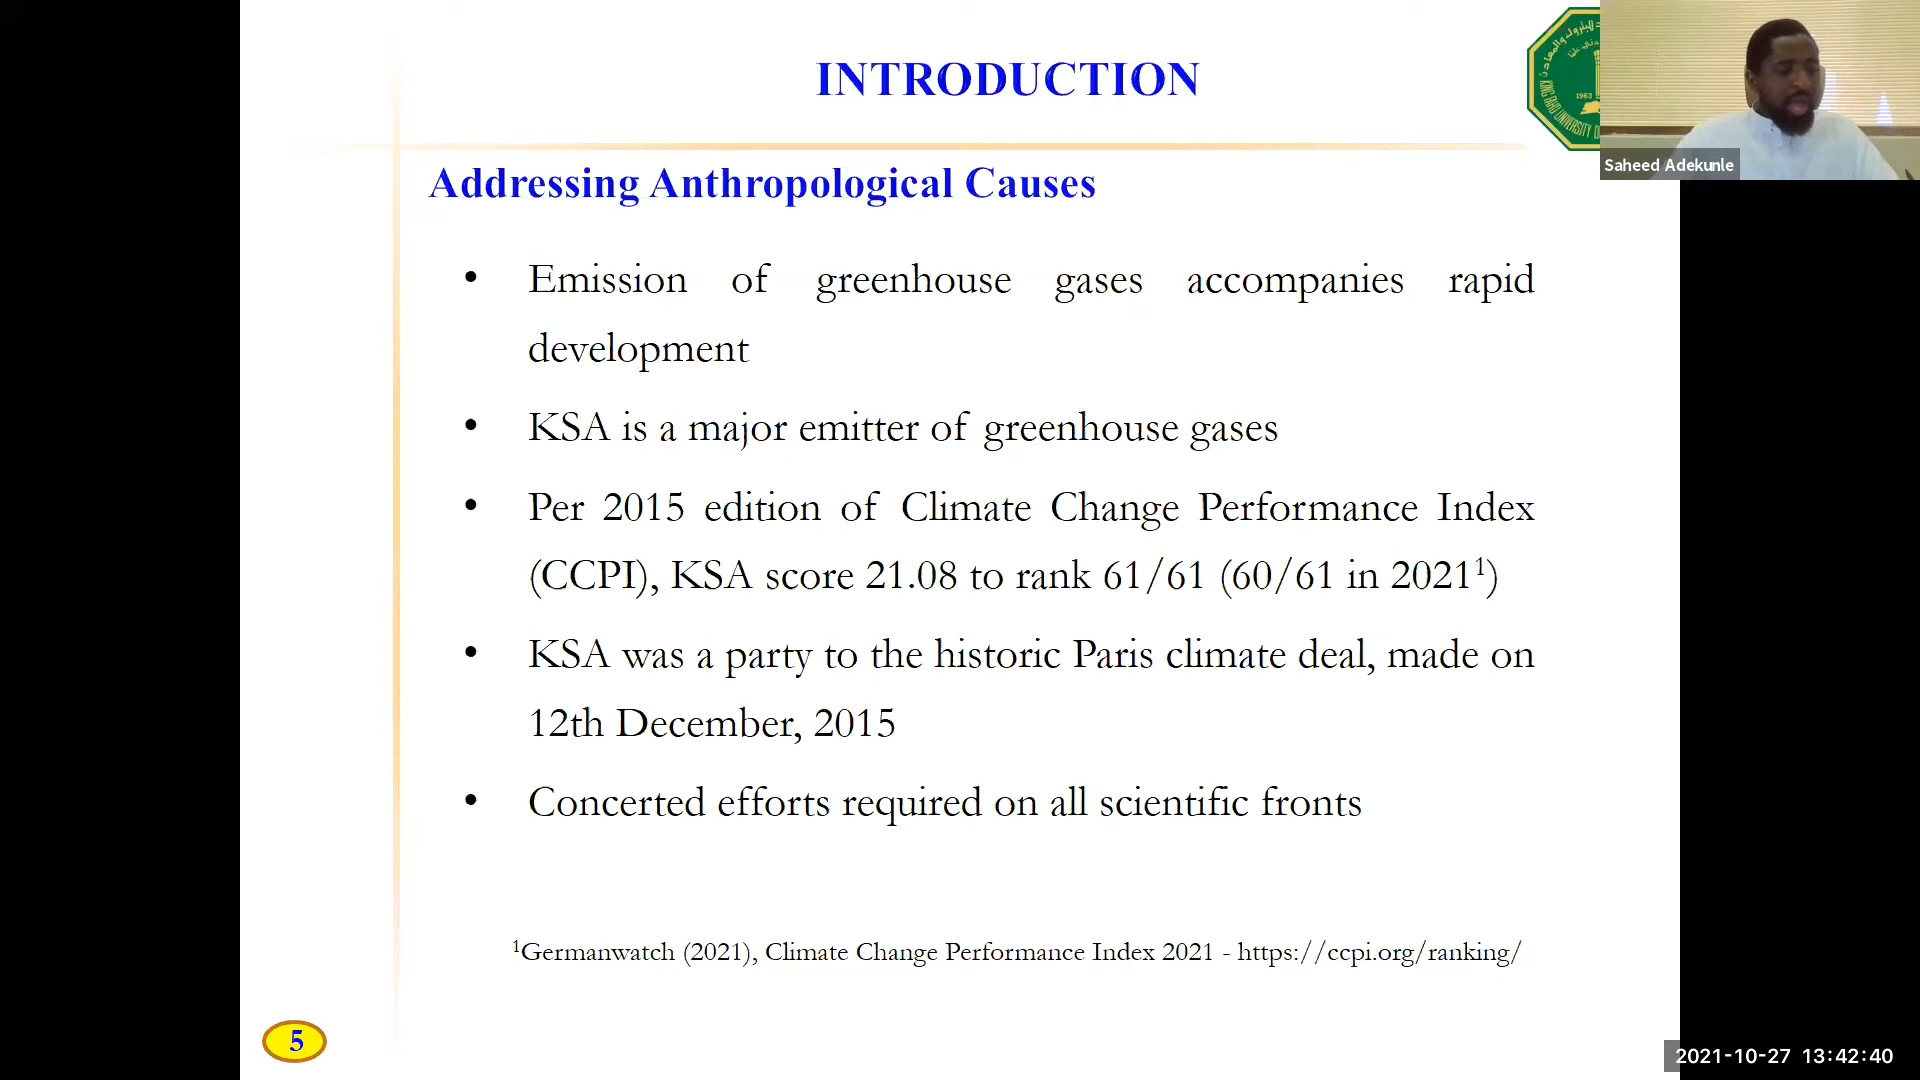 INTRODUCTION
Saheed Adekunle
1963
Addressing Anthropological Causes
• Emission of greenhouse gases accompanies rapid
development
• KSA is a major emitter of greenhouse gases
• Per 2015 edition of Climate Change Performance Index
(CCPI), KSA score 21.08 to rank 61/61 (60/61 in 2021¹)
• KSA was a party to the historic Paris climate deal, made on
12th December, 2015
• Concerted efforts required on all scientific fronts
¹Germanwatch (2021), Climate Change Performance Index 2021 - https://ccpi.org/ranking/
5
2021-10-27 13:42:40